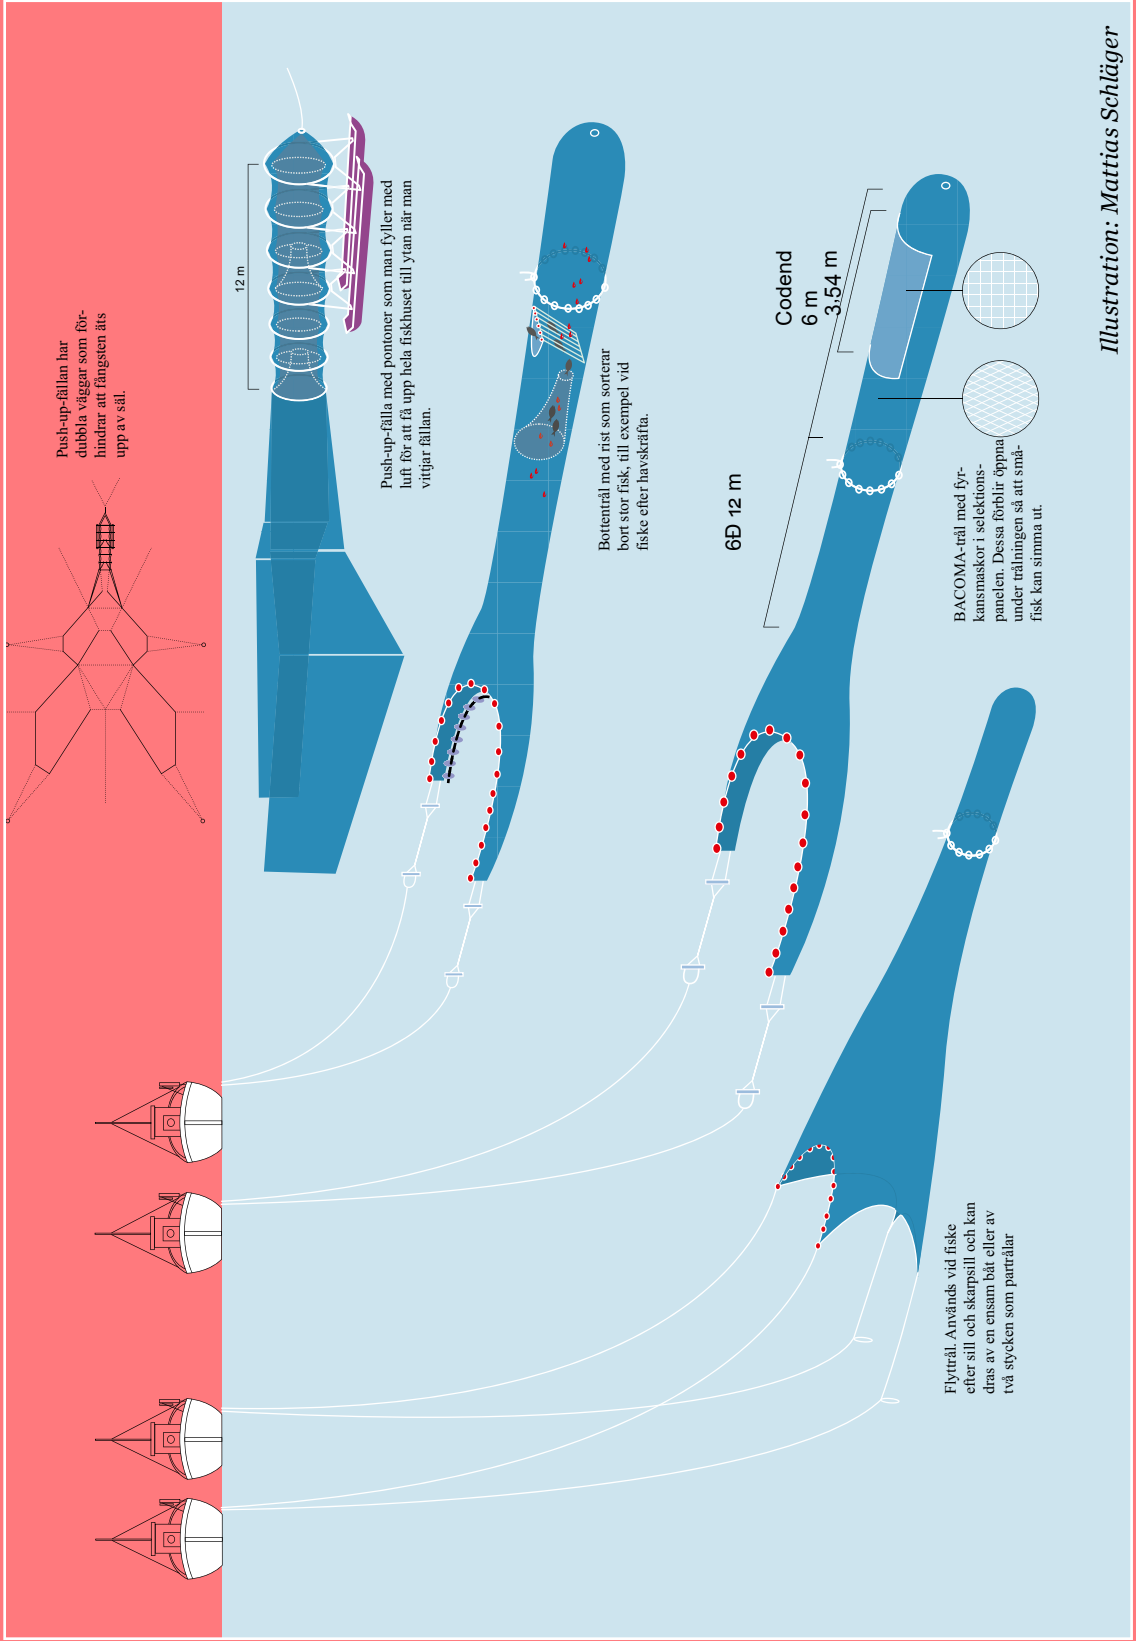 Push-up-fällan har
dubbla väggar som för-
hindrar att fångsten äts
upp av säl.
12 m
Push-up-fälla med pontoner som man fyller med
luft för att få upp hela fiskhuset till ytan när man
vittjar fällan.
Bottentrål med rist som sorterar
bort stor fisk, till exempel vid
fiske efter havskräfta.
6Ð 12 m
Codend
6 m
3,54 m
BACOMA-trål med fyr-
kansmaskor i selektions-
panelen. Dessa förblir öppna
under trålningen så att små-
fisk kan simma ut.
Flyttrål. Används vid fiske
efter sill och skarpsill och kan
dras av en ensam båt eller av
två stycken som partrålar
Illustration: Mattias Schläger